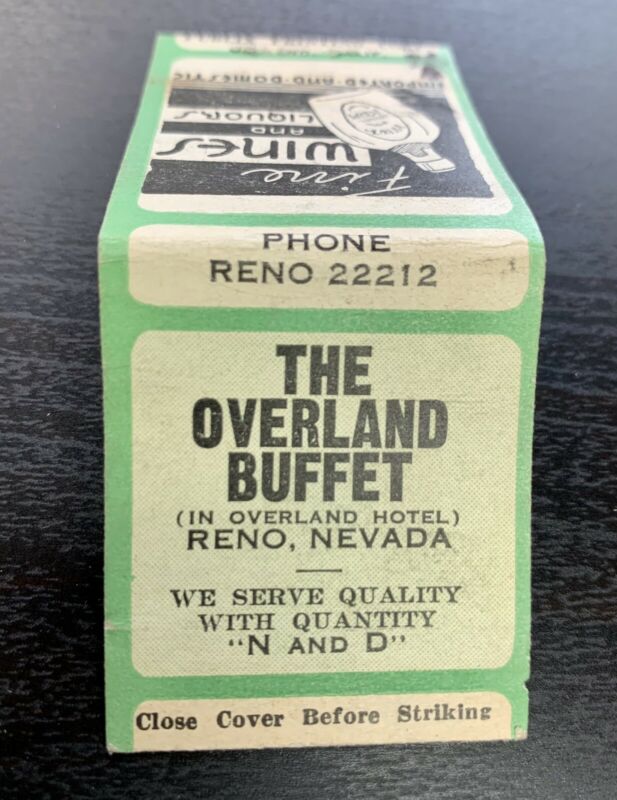 Fine
WINES
AND
LIQUORS
IMPORTED AND DOMESTIC
PHONE
RENO 22212
THE
OVERLAND
BUFFET
(IN OVERLAND HOTEL)
RENO, NEVADA
WE SERVE QUALITY
WITH QUANTITY
"N AND D"
Close Cover Before Striking